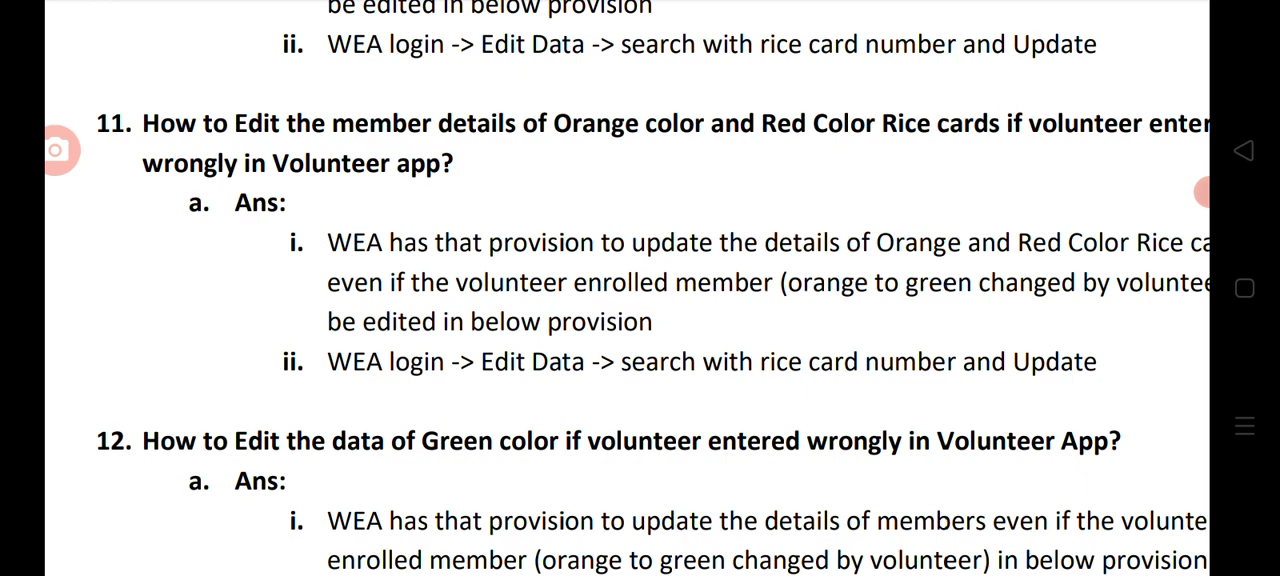 be edited in below provision
ii. WEA login -> Edit Data -> search with rice card number and Update
11. How to Edit the member details of Orange color and Red Color Rice cards if volunteer enter
wrongly in Volunteer app?
a. Ans:
i. WEA has that provision to update the details of Orange and Red Color Rice ca
even if the volunteer enrolled member (orange to green changed by voluntee
be edited in below provision
ii. WEA login -> Edit Data -> search with rice card number and Update
12. How to Edit the data of Green color if volunteer entered wrongly in Volunteer App?
a. Ans:
i. WEA has that provision to update the details of members even if the volunte
enrolled member (orange to green changed by volunteer) in below provision